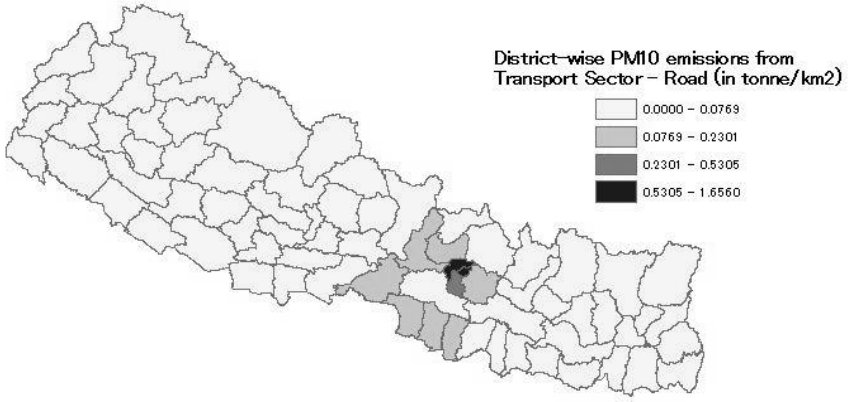 District-wise PM10 emissions from
Transport Sector - Road (in tonne/km2)
0.0000 - 0.0769
0.0769 - 0.2301
0.2301 - 0.5305
0.5305 - 1.6560